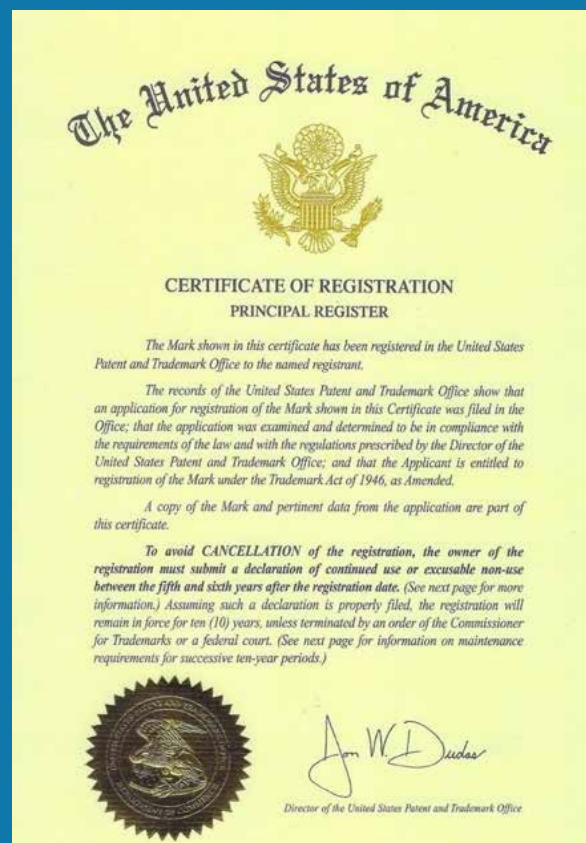 The United States of America
CERTIFICATE OF REGISTRATION
PRINCIPAL REGISTER
The Mark shown in this certificate has been registered in the United States
Patent and Trademark Office to the named registrant.
The records of the United States Patent and Trademark Office show that
an application for registration of the Mark shown in this Certificate was filed in the
Office; that the application was examined and determined to be in compliance with
the requirements of the law and with the regulations prescribed by the Director of the
United States Patent and Trademark Office; and that the Applicant is entitled to
registration of the Mark under the Trademark Act of 1946, as Amended.
A copy of the Mark and pertinent data from the application are part of
this certificate.
To avoid CANCELLATION of the registration, the owner of the
registration must submit a declaration of continued use or excusable non-use
between the fifth and sixth years after the registration date. (See next page for more
information.) Assuming such a declaration is properly filed, the registration will
remain in force for ten (10) years, unless terminated by an order of the Commissioner
for Trademarks or a federal court. (See next page for information on maintenance
requirements for successive ten-year periods.)
Jon W. Dudas
Director of the United States Patent and Trademark Office